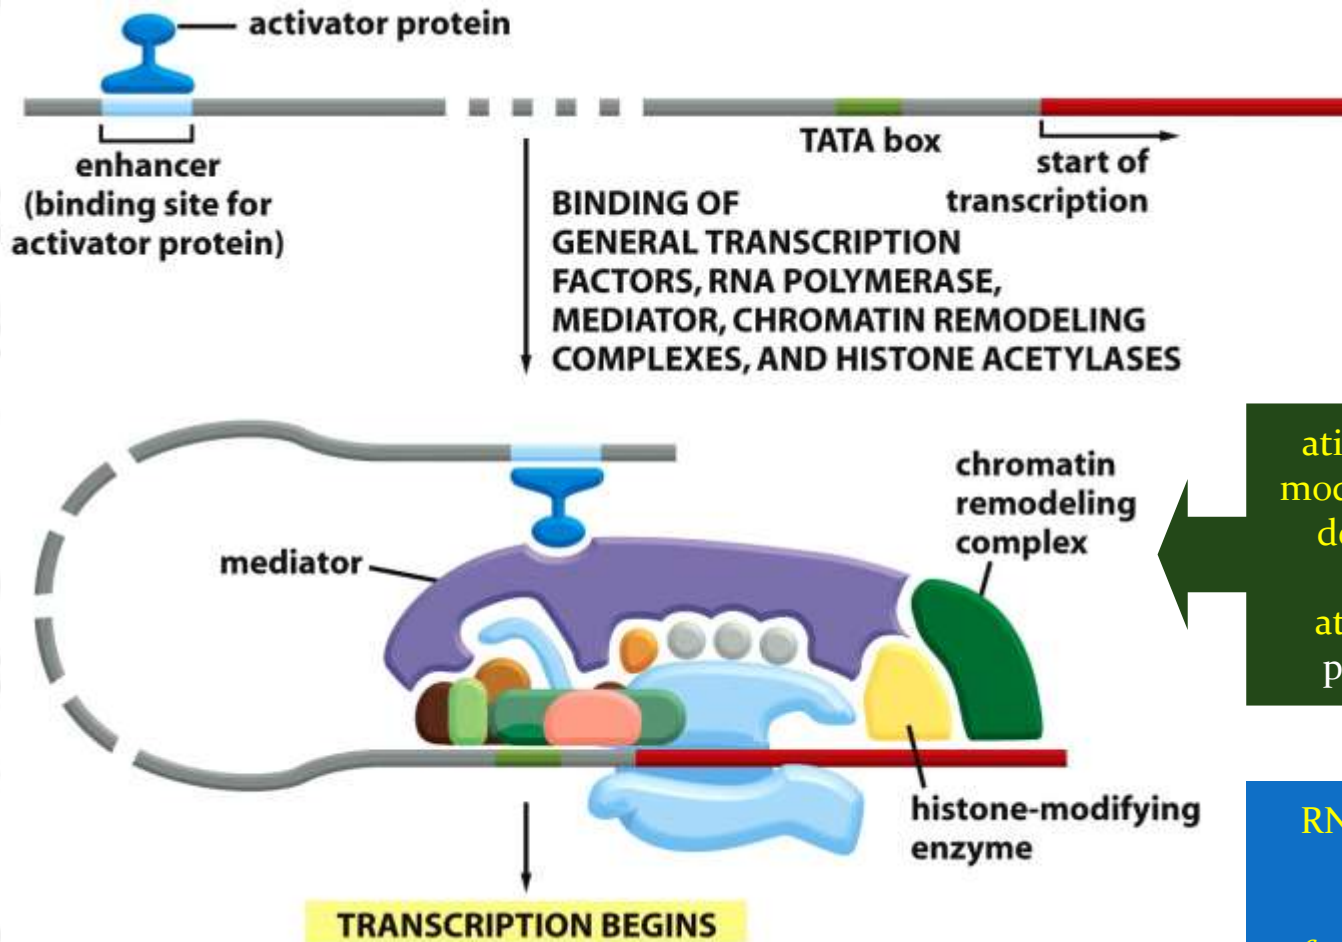 activator protein
enhancer
(binding site for
activator protein)
TATA box
start of
transcription
BINDING OF
GENERAL TRANSCRIPTION
FACTORS, RNA POLYMERASE,
MEDIATOR, CHROMATIN REMODELING
COMPLEXES, AND HISTONE ACETYLASES
chromatin
remodeling
complex
mediator
histone-modifying
enzyme
TRANSCRIPTION BEGINS